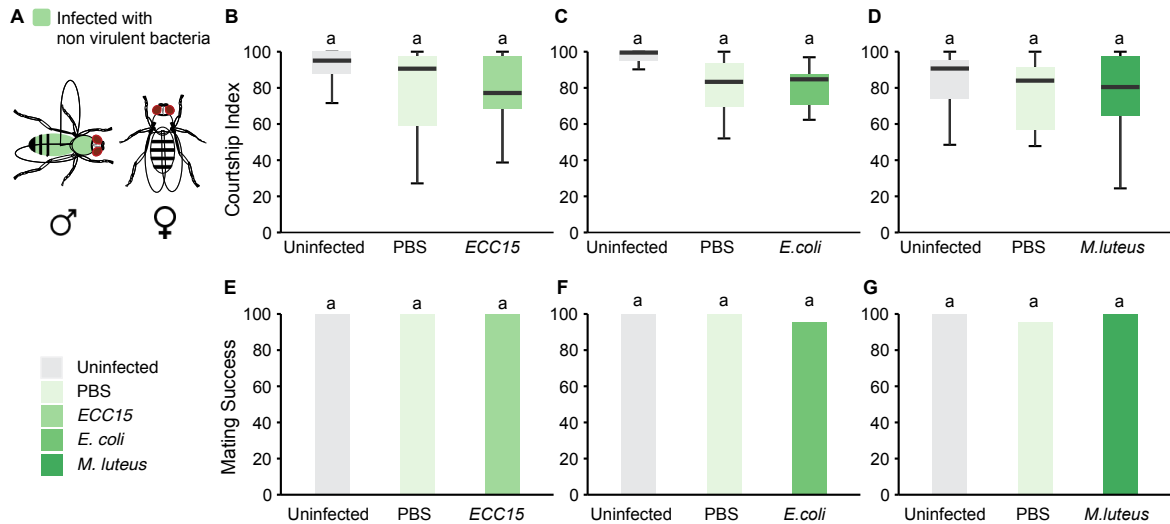 A
Infected with
non virulent bacteria
♂
♀
B
Courtship Index
100
80
60
40
20
0
a
a
a
Uninfected
PBS
ECC15
C
100
80
60
40
20
0
a
a
a
Uninfected
PBS
E.coli
D
100
80
60
40
20
0
a
a
a
Uninfected
PBS
M.luteus
Uninfected
PBS
ECC15
E. coli
M. luteus
E
Mating Success
100
80
60
40
20
0
a
a
a
Uninfected
PBS
ECC15
F
100
80
60
40
20
0
a
a
a
Uninfected
PBS
E.coli
G
100
80
60
40
20
0
a
a
a
Uninfected
PBS
M.luteus